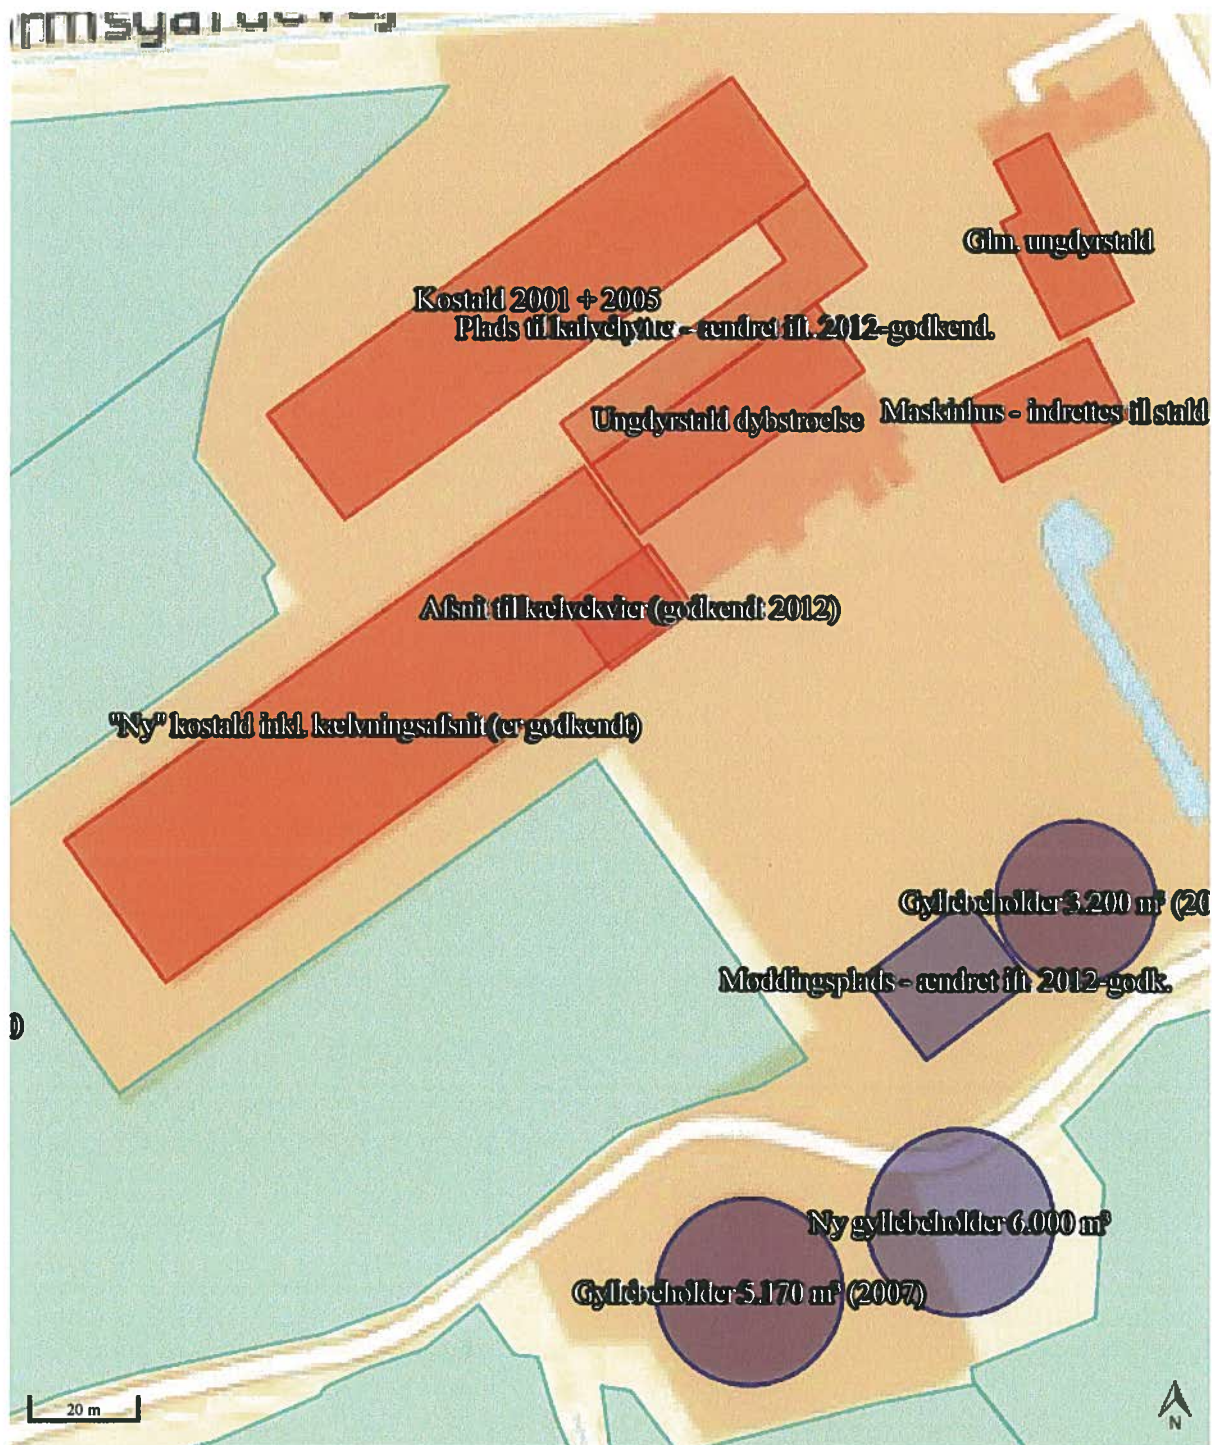 Glm. ungdyrstald
Kostald 2001 + 2005
Plads til kalvehytte - ændret ift. 2012-godkend.
Ungdyrstald dybstrøelse
Maskinhus - indrettes til stald
Afsnit til kælvekvier (godkendt 2012)
"Ny" kostald inkl. kælvningsafsnit (er godkendt)
Gyllebeholder 3.200 m³ (20
Møddingsplads - ændret ift 2012-godk.
)
Ny gyllebeholder 6.000 m³
Gyllebeholder 5.170 m³ (2007)
20 m
N